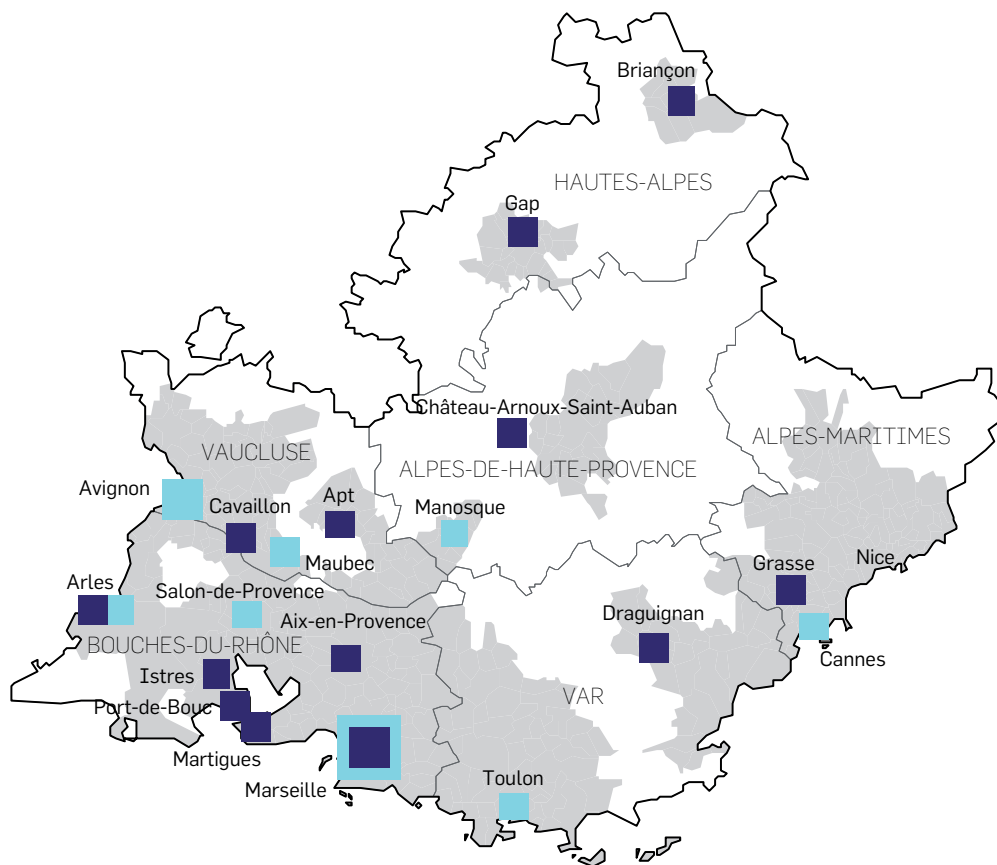 Briançon
HAUTES-ALPES
Gap
Château-Arnoux-Saint-Auban
ALPES-MARITIMES
VAUCLUSE
ALPES-DE-HAUTE-PROVENCE
Avignon
Cavaillon
Apt
Manosque
Maubec
Nice
Grasse
Arles
Salon-de-Provence
Aix-en-Provence
Draguignan
BOUCHES-DU-RHÔNE
Cannes
Istres
VAR
Port-de-Bouc
Martigues
Toulon
Marseille